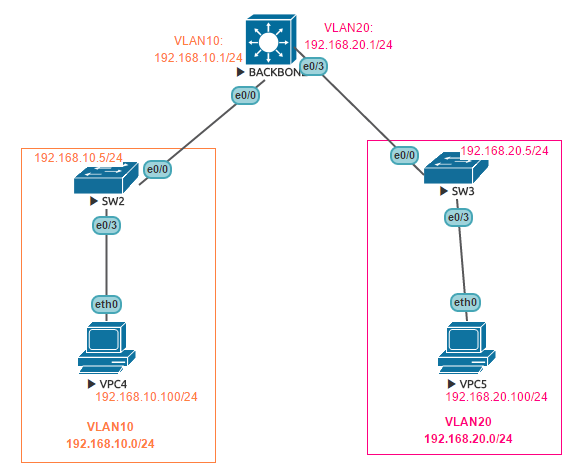 VLAN10:
192.168.10.1/24
VLAN20:
192.168.20.1/24
BACKBONE
e0/3
e0/0
192.168.10.5/24
e0/0
SW2
e0/3
e0/0
192.168.20.5/24
SW3
e0/3
eth0
eth0
VPC4
192.168.10.100/24
VPC5
192.168.20.100/24
VLAN10
192.168.10.0/24
VLAN20
192.168.20.0/24